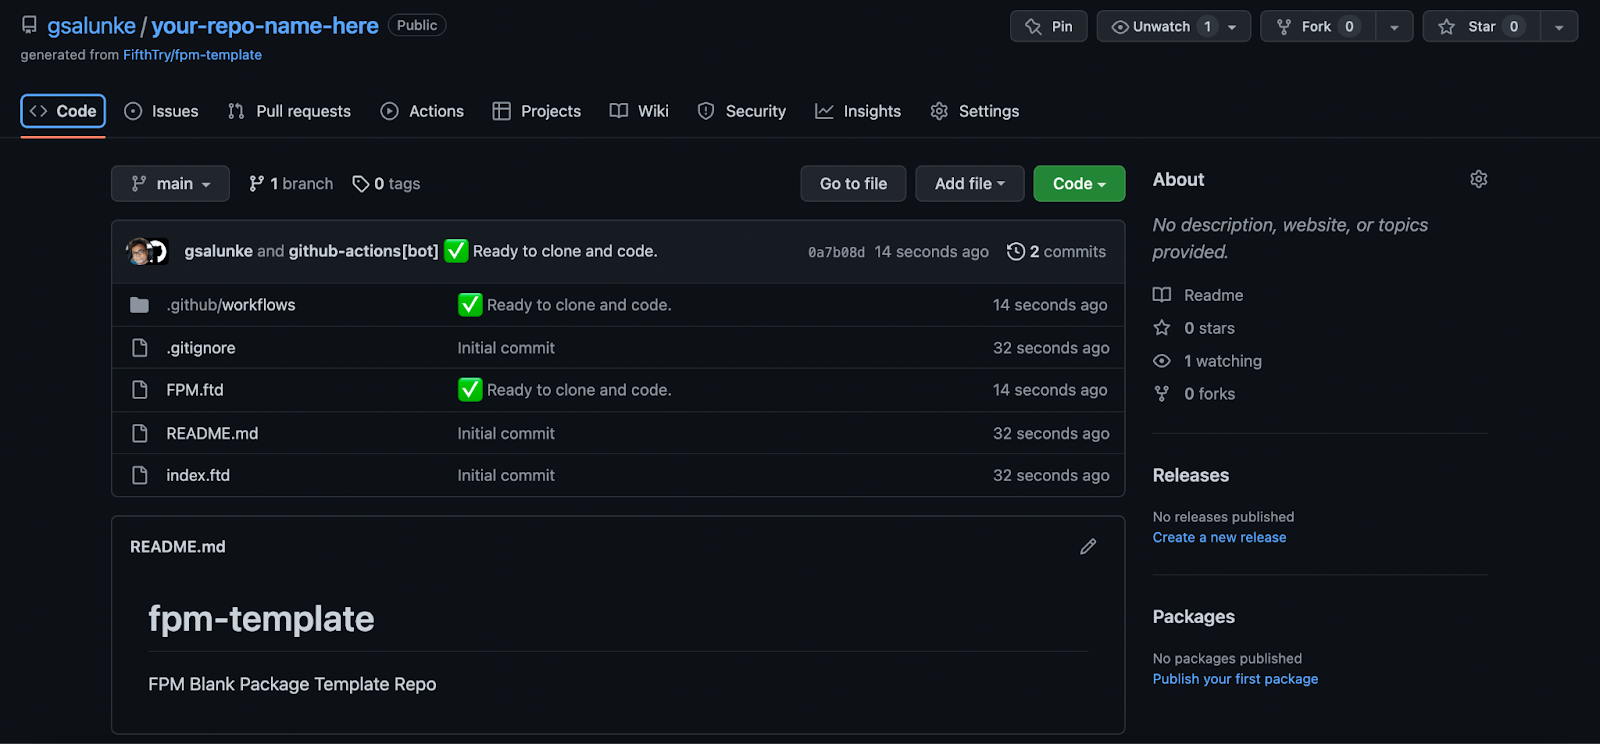 gsalunke / your-repo-name-here Public Pin Unwatch 1 Fork 0 Star 0
generated from FifthTry/fpm-template
Code Issues Pull requests Actions Projects Wiki Security Insights Settings
main 1 branch 0 tags Go to file Add file Code
gsalunke and github-actions[bot] ✅ Ready to clone and code. 0a7b08d 14 seconds ago 2 commits
.github/workflows ✅ Ready to clone and code. 14 seconds ago
.gitignore Initial commit 32 seconds ago
FPM.ftd ✅ Ready to clone and code. 14 seconds ago
README.md Initial commit 32 seconds ago
index.ftd Initial commit 32 seconds ago
README.md
fpm-template
FPM Blank Package Template Repo
About
No description, website, or topics
provided.
Readme
0 stars
1 watching
0 forks
Releases
No releases published
Create a new release
Packages
No packages published
Publish your first package